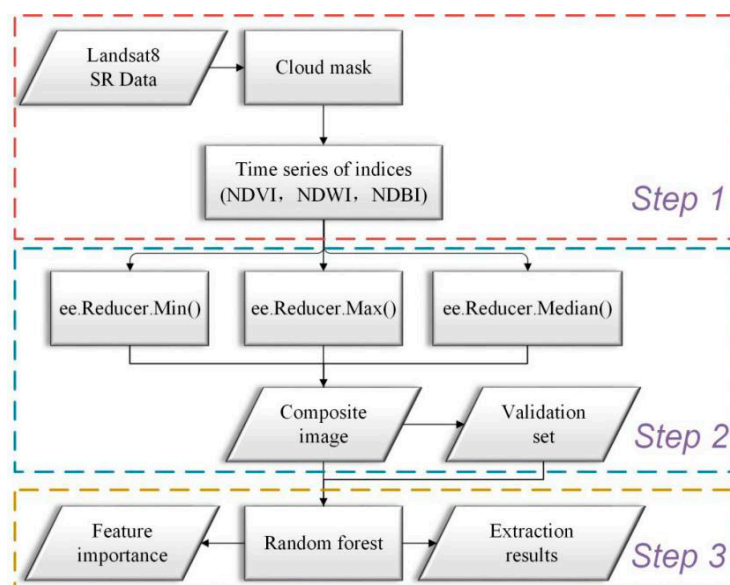 Landsat8
SR Data
Cloud mask
Time series of indices
(NDVI，NDWI，NDBI)
Step 1
ee.Reducer.Min()
ee.Reducer.Max()
ee.Reducer.Median()
Composite
image
Validation
set
Step 2
Feature
importance
Random forest
Extraction
results
Step 3